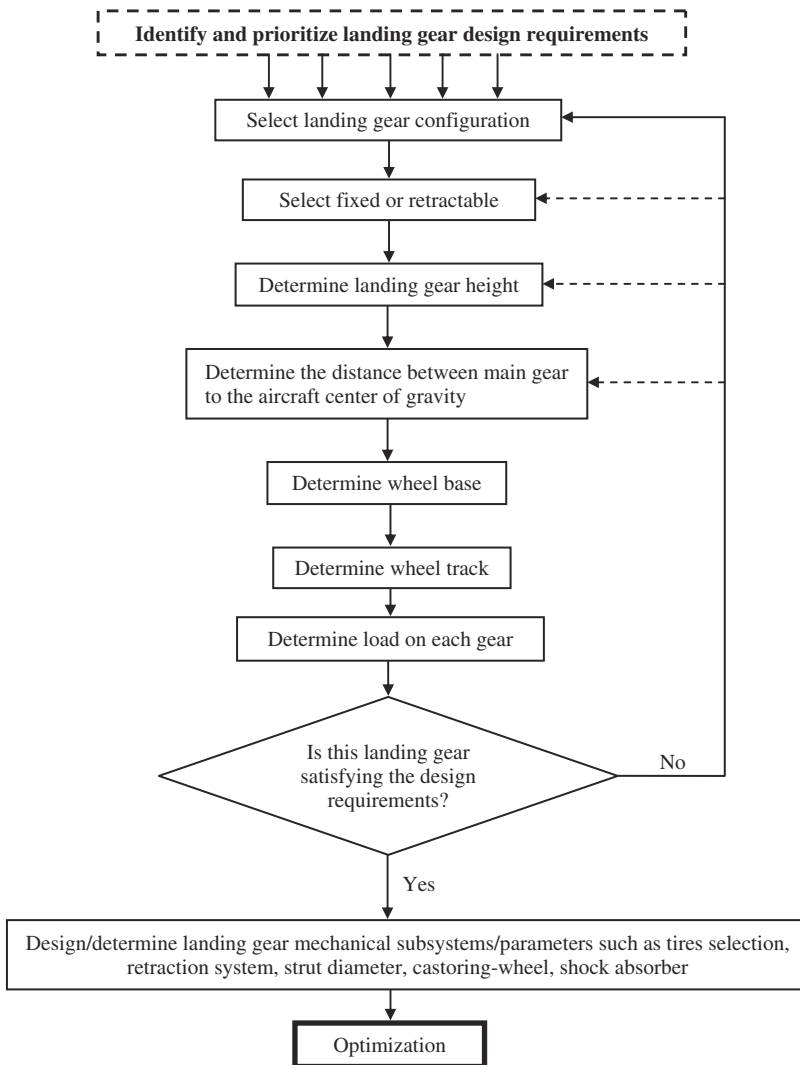 Identify and prioritize landing gear design requirements
Select landing gear configuration
Select fixed or retractable
Determine landing gear height
Determine the distance between main gear
to the aircraft center of gravity
Determine wheel base
Determine wheel track
Determine load on each gear
Is this landing gear
satisfying the design
requirements?
No
Yes
Design/determine landing gear mechanical subsystems/parameters such as tires selection,
retraction system, strut diameter, castoring-wheel, shock absorber
Optimization